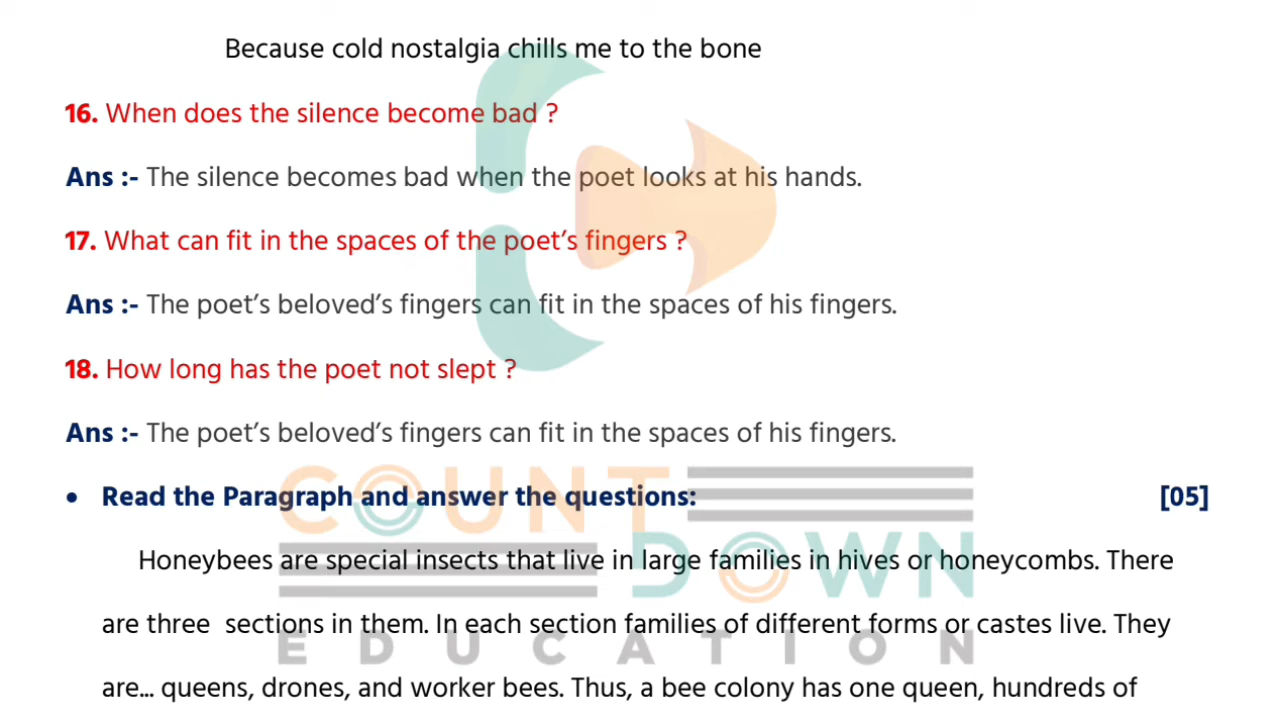 Because cold nostalgia chills me to the bone
16. When does the silence become bad ?
Ans :- The silence becomes bad when the poet looks at his hands.
17. What can fit in the spaces of the poet’s fingers ?
Ans :- The poet’s beloved’s fingers can fit in the spaces of his fingers.
18. How long has the poet not slept ?
Ans :- The poet’s beloved’s fingers can fit in the spaces of his fingers.
• Read the Paragraph and answer the questions: [05]
Honeybees are special insects that live in large families in hives or honeycombs. There
are three sections in them. In each section families of different forms or castes live. They
are... queens, drones, and worker bees. Thus, a bee colony has one queen, hundreds of
COUNT
DOWN
EDUCATION